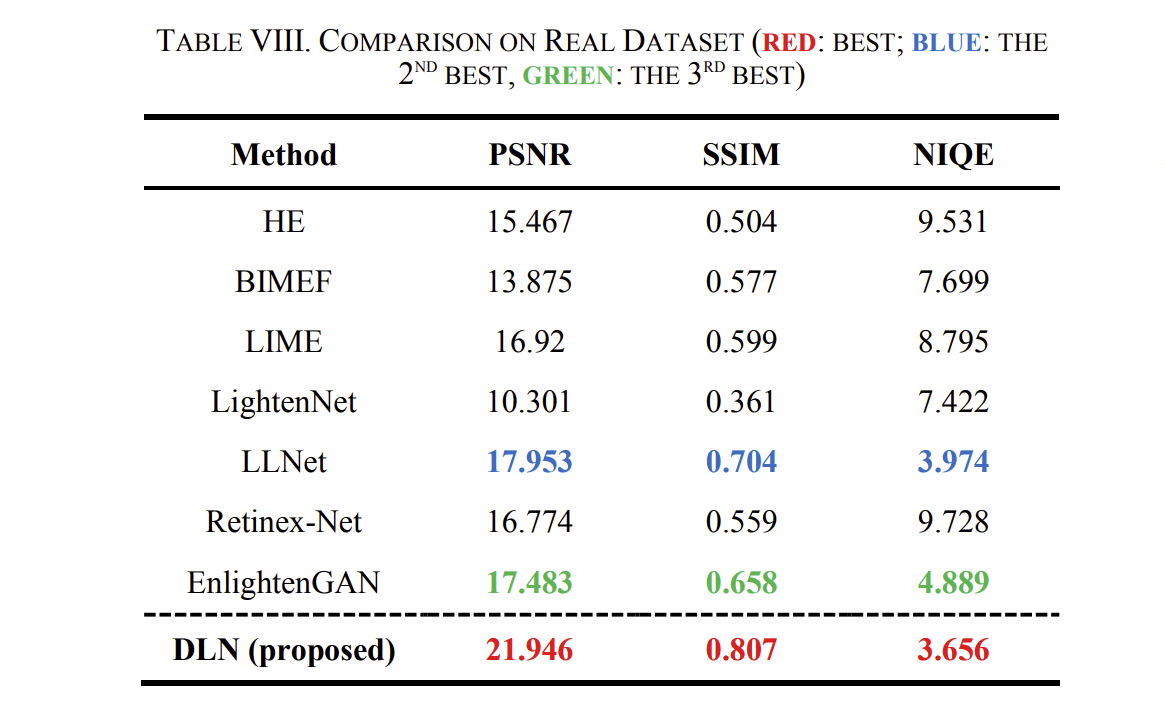 TABLE VIII. COMPARISON ON REAL DATASET (RED: BEST; BLUE: THE
2ND BEST, GREEN: THE 3RD BEST)
Method PSNR SSIM NIQE
HE 15.467 0.504 9.531
BIMEF 13.875 0.577 7.699
LIME 16.92 0.599 8.795
LightenNet 10.301 0.361 7.422
LLNet 17.953 0.704 3.974
Retinex-Net 16.774 0.559 9.728
EnlightenGAN 17.483 0.658 4.889
DLN (proposed) 21.946 0.807 3.656